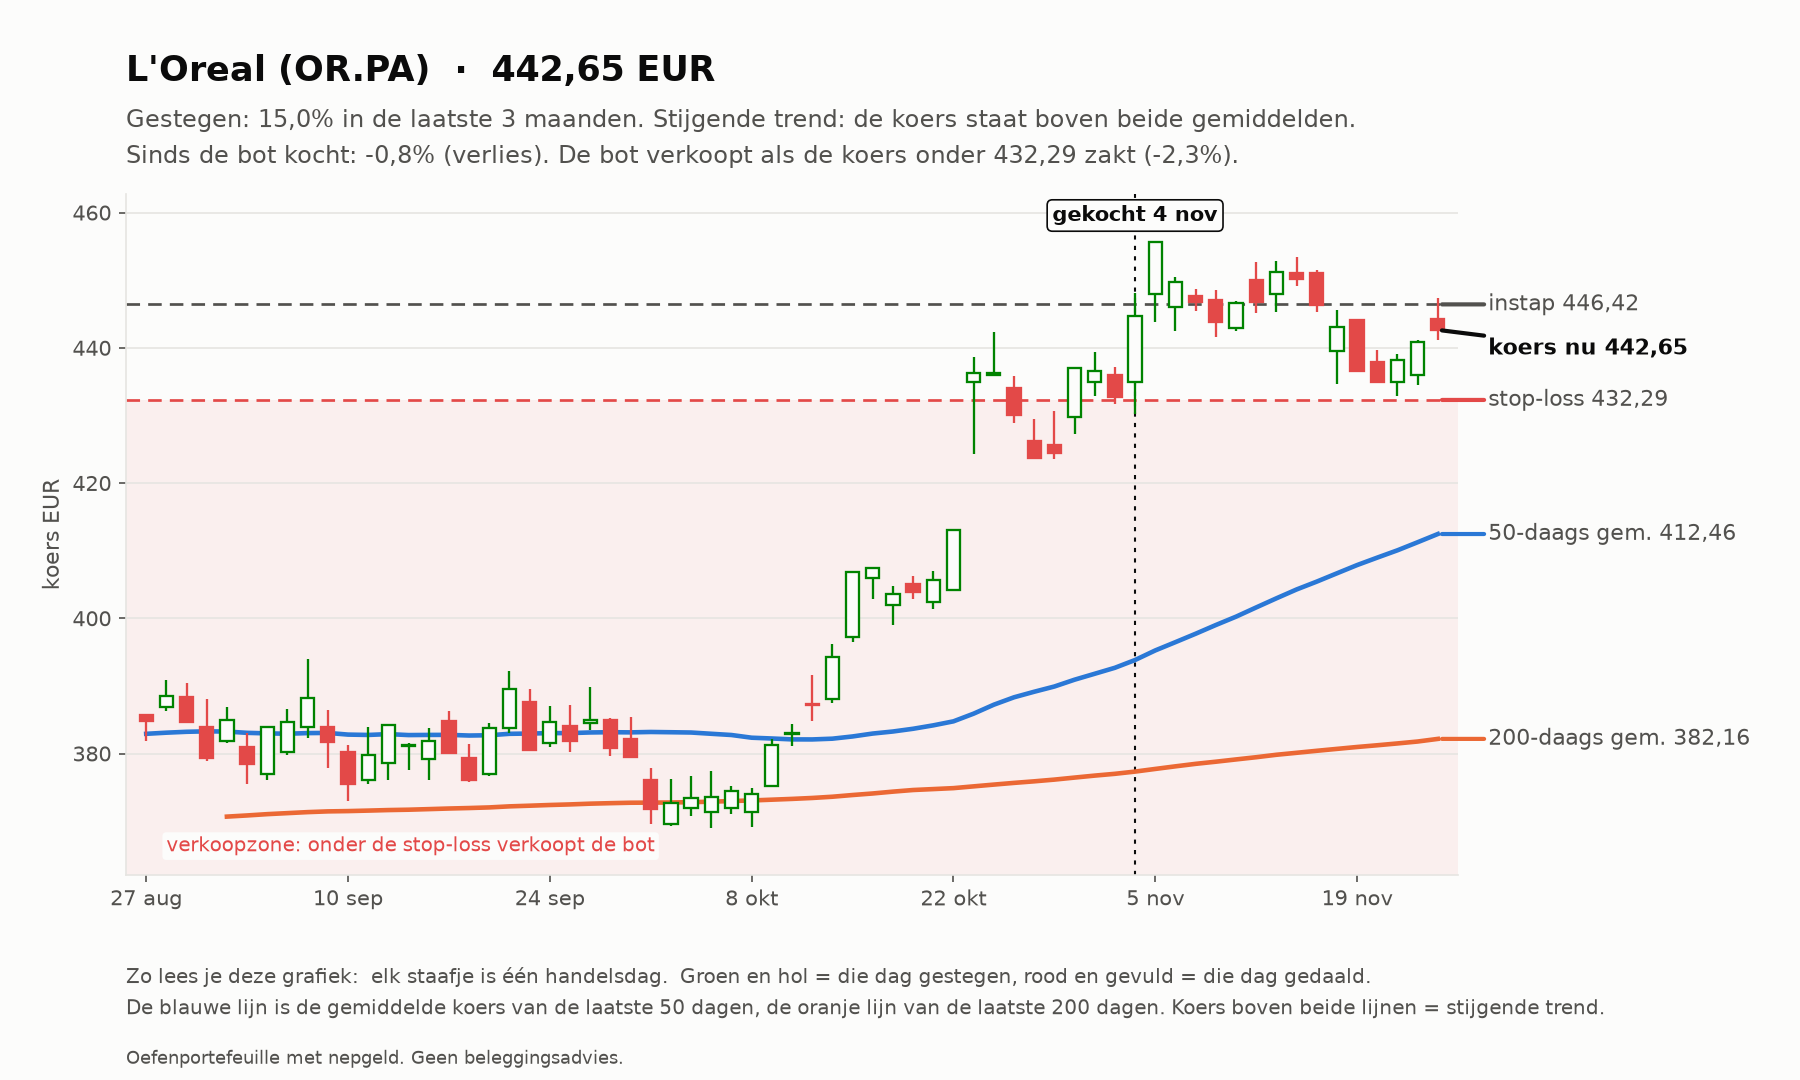 L'Oreal (OR.PA)  ·  442,65 EUR
Gestegen: 15,0% in de laatste 3 maanden. Stijgende trend: de koers staat boven beide gemiddelden.
Sinds de bot kocht: -0,8% (verlies). De bot verkoopt als de koers onder 432,29 zakt (-2,3%).
gekocht 4 nov
460
440
420
400
380
koers EUR
instap 446,42
koers nu 442,65
stop-loss 432,29
50-daags gem. 412,46
200-daags gem. 382,16
verkoopzone: onder de stop-loss verkoopt de bot
27 aug
10 sep
24 sep
8 okt
22 okt
5 nov
19 nov
Zo lees je deze grafiek:  elk staafje is één handelsdag.  Groen en hol = die dag gestegen, rood en gevuld = die dag gedaald.
De blauwe lijn is de gemiddelde koers van de laatste 50 dagen, de oranje lijn van de laatste 200 dagen. Koers boven beide lijnen = stijgende trend.
Oefenportefeuille met nepgeld. Geen beleggingsadvies.